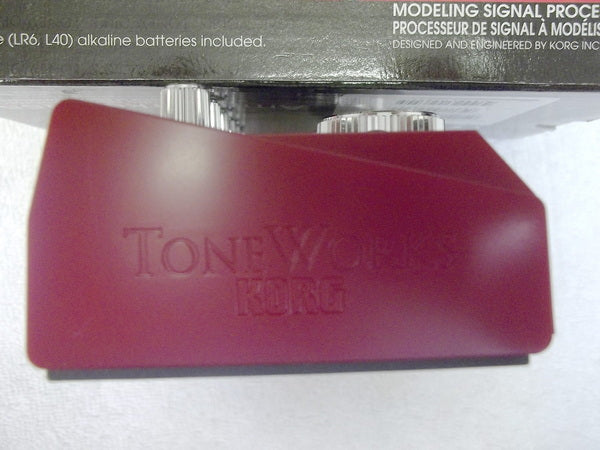 MODELING SIGNAL PROCE
PROCESSEUR DE SIGNAL À MODÉLIS
DESIGNED AND ENGINEERED BY KORG INC
e (LR6, L40) alkaline batteries included.
TONEWORKS
KORG